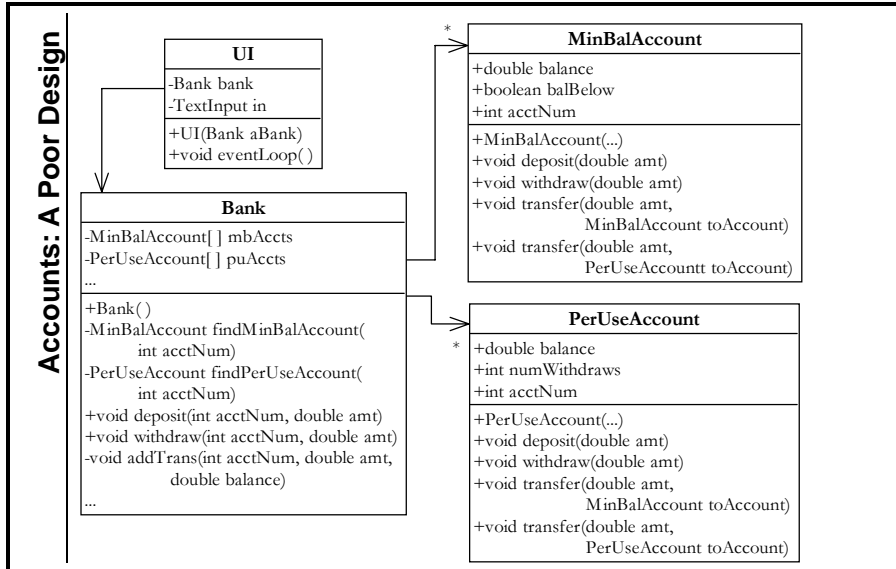 Accounts: A Poor Design
UI
-Bank bank
-TextInput in
+UI(Bank aBank)
+void eventLoop( )
Bank
-MinBalAccount[ ] mbAccts
-PerUseAccount[ ] puAccts
...
+Bank( )
-MinBalAccount findMinBalAccount(
int acctNum)
-PerUseAccount findPerUseAccount(
int acctNum)
+void deposit(int acctNum, double amt)
+void withdraw(int acctNum, double amt)
-void addTrans(int acctNum, double amt,
double balance)
...
*
MinBalAccount
+double balance
+boolean balBelow
+int acctNum
+MinBalAccount(...)
+void deposit(double amt)
+void withdraw(double amt)
+void transfer(double amt,
MinBalAccount toAccount)
+void transfer(double amt,
PerUseAccountt toAccount)
*
PerUseAccount
+double balance
+int numWithdraws
+int acctNum
+PerUseAccount(...)
+void deposit(double amt)
+void withdraw(double amt)
+void transfer(double amt,
MinBalAccount toAccount)
+void transfer(double amt,
PerUseAccount toAccount)